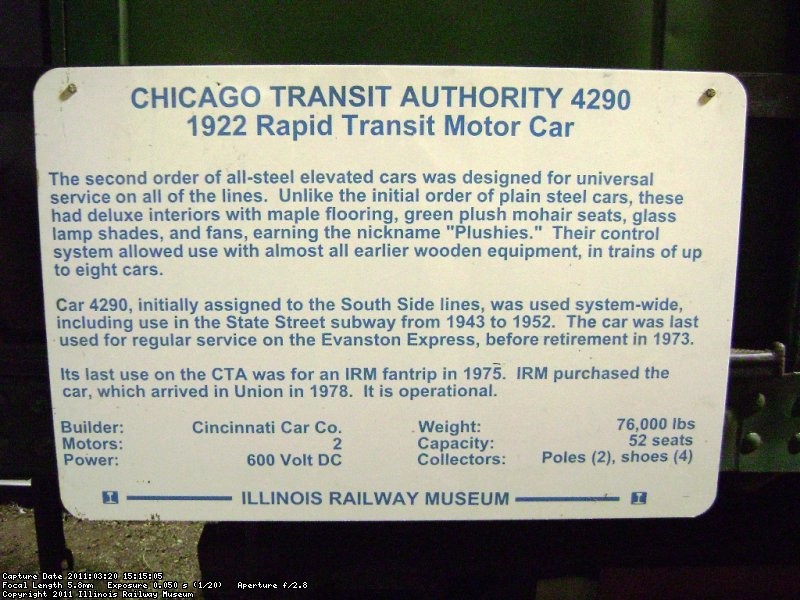 CHICAGO TRANSIT AUTHORITY 4290
1922 Rapid Transit Motor Car
The second order of all-steel elevated cars was designed for universal
service on all of the lines. Unlike the initial order of plain steel cars, these
had deluxe interiors with maple flooring, green plush mohair seats, glass
lamp shades, and fans, earning the nickname "Plushies." Their control
system allowed use with almost all earlier wooden equipment, in trains of up
to eight cars.
Car 4290, initially assigned to the South Side lines, was used system-wide,
including use in the State Street subway from 1943 to 1952. The car was last
used for regular service on the Evanston Express, before retirement in 1973.
Its last use on the CTA was for an IRM fantrip in 1975. IRM purchased the
car, which arrived in Union in 1978. It is operational.
Builder: Cincinnati Car Co. Weight: 76,000 lbs
Motors: 2 Capacity: 52 seats
Power: 600 Volt DC Collectors: Poles (2), shoes (4)
ILLINOIS RAILWAY MUSEUM
Capture Date 2011:03:20 15:15:05
Focal Length 5.8mm Exposure 0.050 s (1/20) Aperture f/2.8
Copyright 2011 Illinois Railway Museum